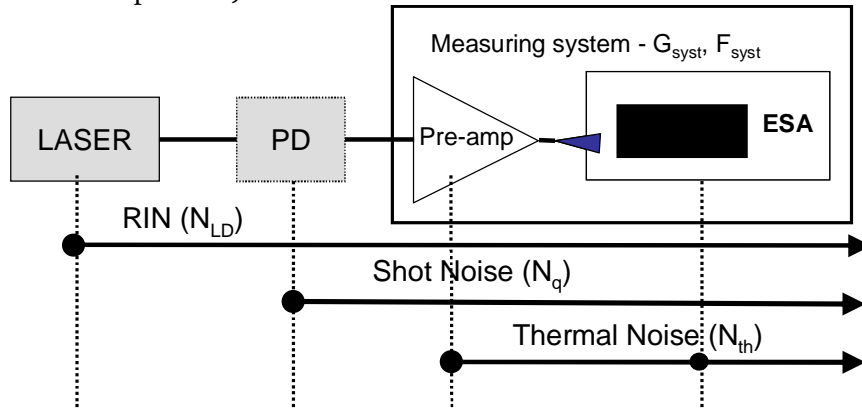 Measuring system - G_syst, F_syst
LASER
PD
Pre-amp
ESA
RIN (N_LD)
Shot Noise (N_q)
Thermal Noise (N_th)